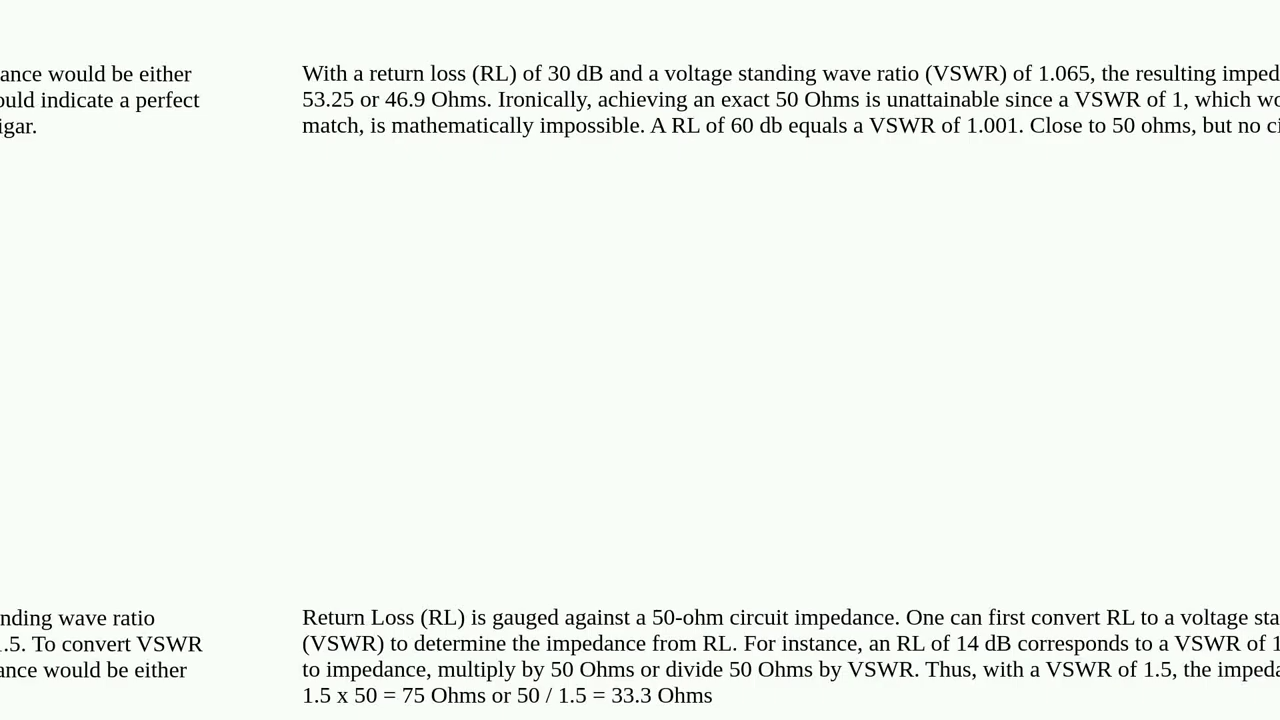 ance would be either
ould indicate a perfect
igar.
With a return loss (RL) of 30 dB and a voltage standing wave ratio (VSWR) of 1.065, the resulting imped
53.25 or 46.9 Ohms. Ironically, achieving an exact 50 Ohms is unattainable since a VSWR of 1, which wo
match, is mathematically impossible. A RL of 60 db equals a VSWR of 1.001. Close to 50 ohms, but no ci
nding wave ratio
1.5. To convert VSWR
ance would be either
Return Loss (RL) is gauged against a 50-ohm circuit impedance. One can first convert RL to a voltage sta
(VSWR) to determine the impedance from RL. For instance, an RL of 14 dB corresponds to a VSWR of 1
to impedance, multiply by 50 Ohms or divide 50 Ohms by VSWR. Thus, with a VSWR of 1.5, the impeda
1.5 x 50 = 75 Ohms or 50 / 1.5 = 33.3 Ohms